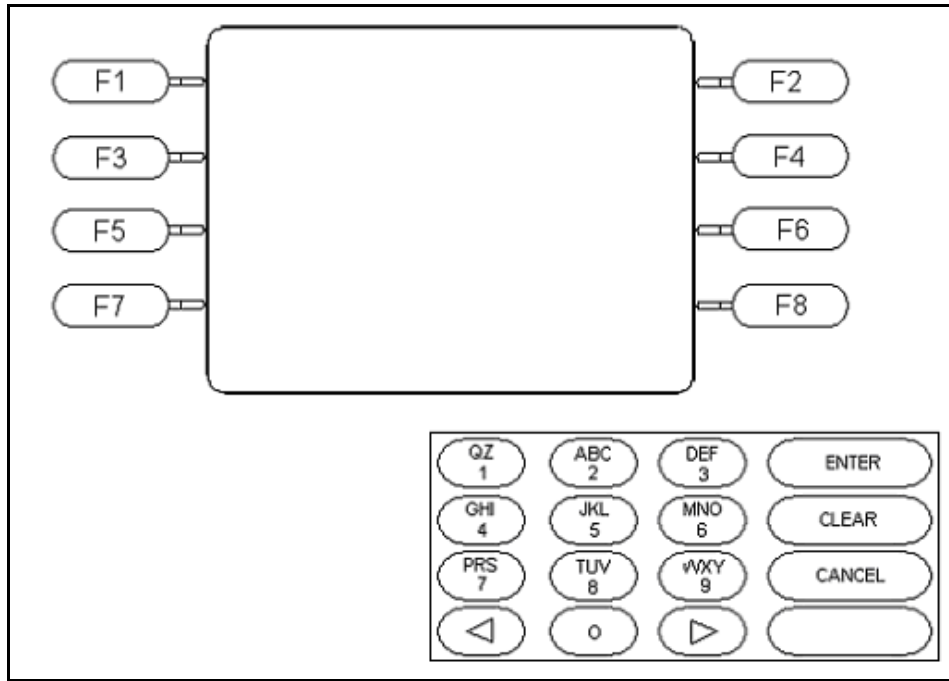 F1
F2
F3
F4
F5
F6
F7
F8
QZ
1
ABC
2
DEF
3
ENTER
GHI
4
JKL
5
MNO
6
CLEAR
PRS
7
TUV
8
WXY
9
CANCEL
0